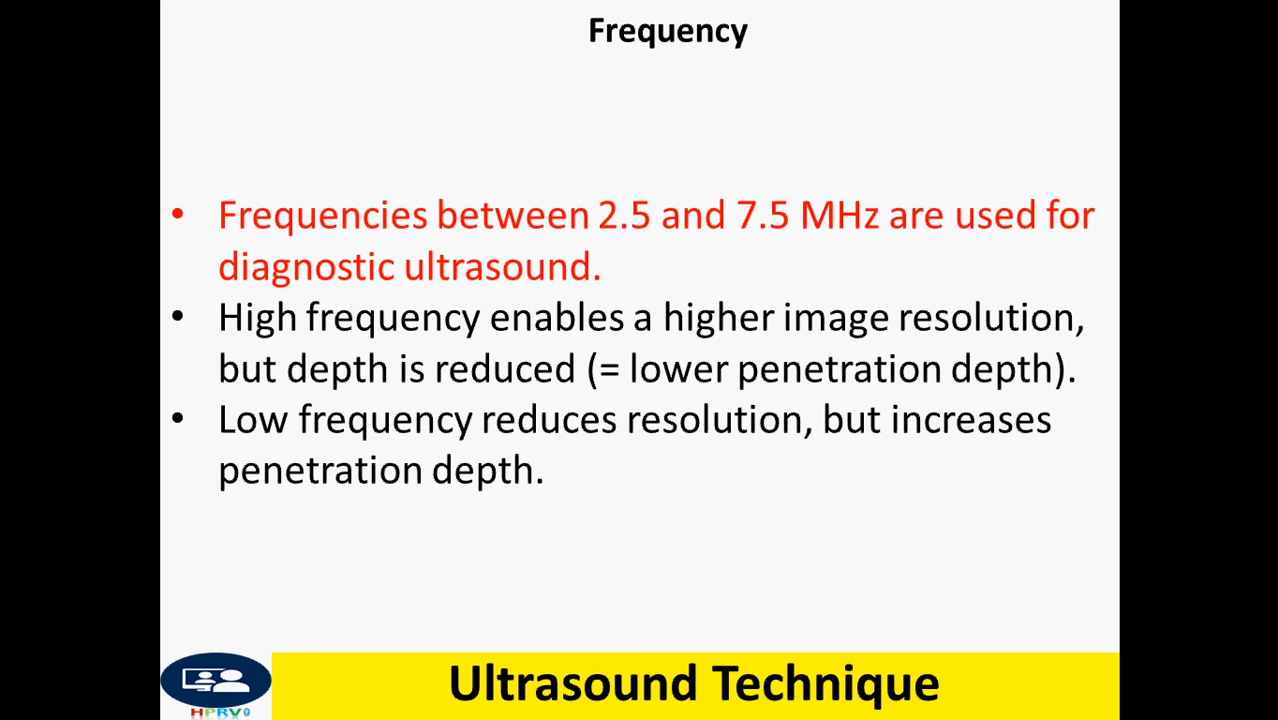 Frequency
• Frequencies between 2.5 and 7.5 MHz are used for
diagnostic ultrasound.
• High frequency enables a higher image resolution,
but depth is reduced (= lower penetration depth).
• Low frequency reduces resolution, but increases
penetration depth.
Ultrasound Technique
HPRV